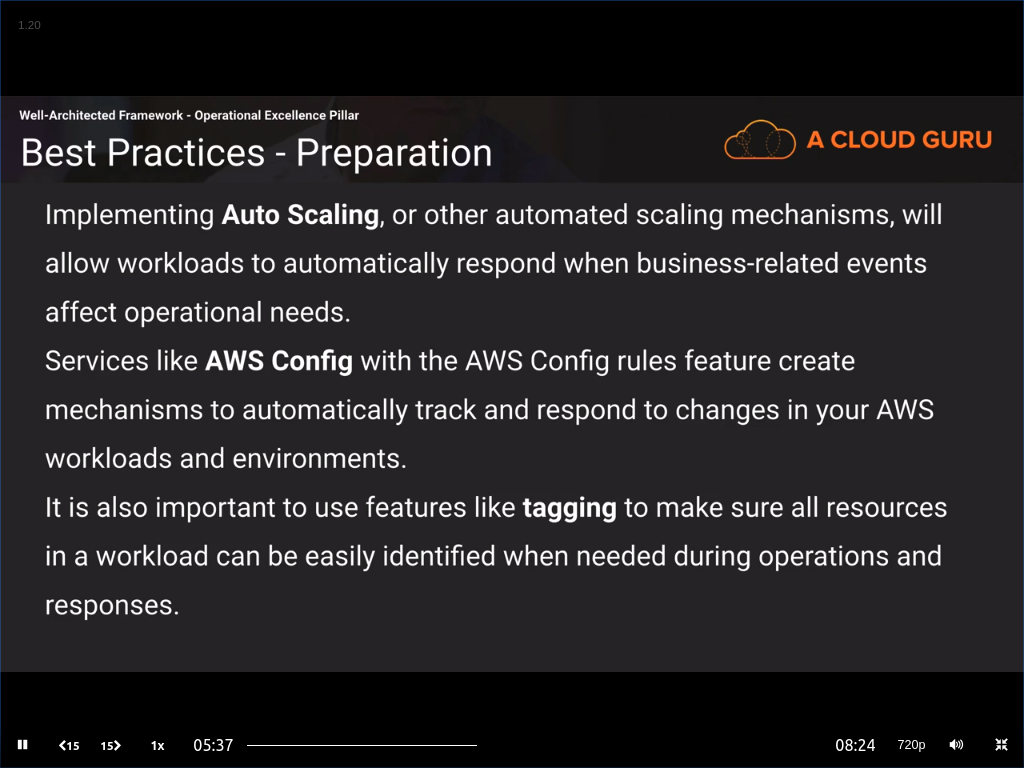 1.20
Well-Architected Framework - Operational Excellence Pillar
Best Practices - Preparation
A CLOUD GURU
Implementing Auto Scaling, or other automated scaling mechanisms, will
allow workloads to automatically respond when business-related events
affect operational needs.
Services like AWS Config with the AWS Config rules feature create
mechanisms to automatically track and respond to changes in your AWS
workloads and environments.
It is also important to use features like tagging to make sure all resources
in a workload can be easily identified when needed during operations and
responses.
15 15 1x 05:37 08:24 720p